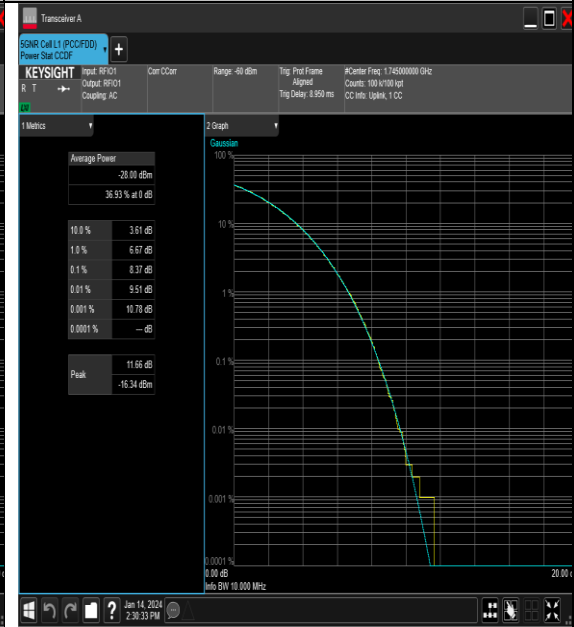 Transceiver A
5GNR Cell L1 (PCC/FDD)
Power Stat CCDF
KEYSIGHT
R T
Input: RFIO1
Output: RFIO1
Coupling: AC
Corr CCorr
Range: -60 dBm
Trig: Prot Frame
Aligned
Trig Delay: 8.950 ms
#Center Freq: 1.745000000 GHz
Counts: 100 k/100 kpt
CC Info: Uplink, 1 CC
1 Metrics
Average Power
-28.00 dBm
36.93 % at 0 dB
10.0 % 3.61 dB
1.0 % 6.67 dB
0.1 % 8.37 dB
0.01 % 9.51 dB
0.001 % 10.78 dB
0.0001 % --- dB
Peak
11.66 dB
-16.34 dBm
2 Graph
Gaussian
100 %
10 %
1 %
0.1 %
0.01 %
0.001 %
0.0001 %
0.00 dB
20.00
Info BW 18.000 MHz
Jan 14, 2024
2:30:33 PM